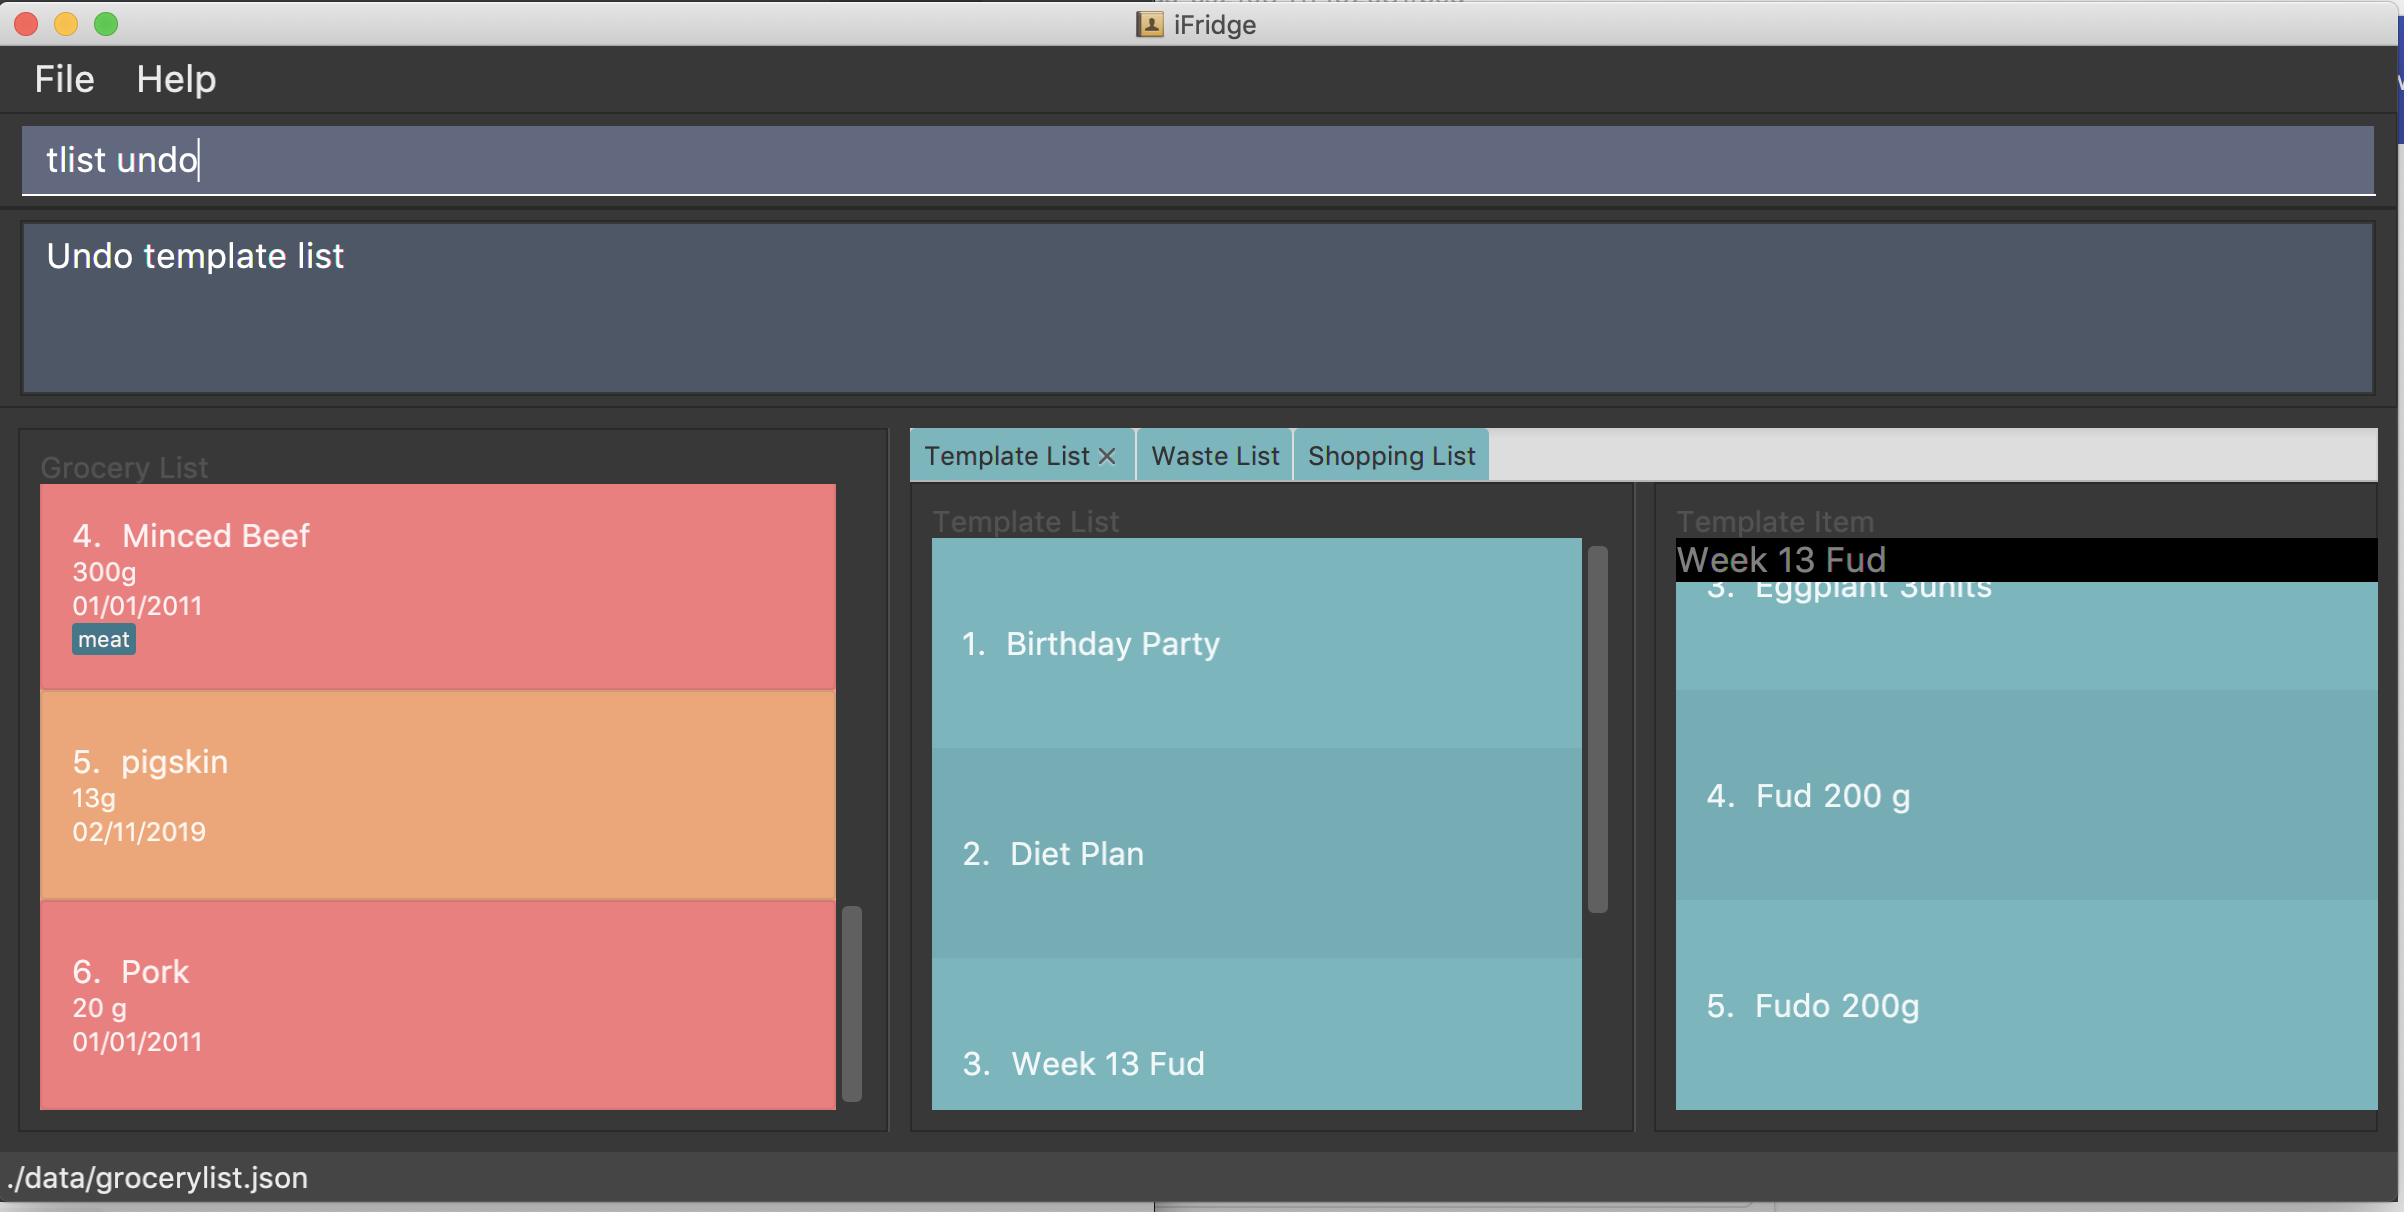 iFridge
File Help
tlist undo
Undo template list
Grocery List
4. Minced Beef
300g
01/01/2011
meat
5. pigskin
13g
02/11/2019
6. Pork
20 g
01/01/2011
Template List Waste List Shopping List
Template List
1. Birthday Party
2. Diet Plan
3. Week 13 Fud
Template Item
Week 13 Fud
3. Eggplant 3units
4. Fud 200 g
5. Fudo 200g
./data/grocerylist.json